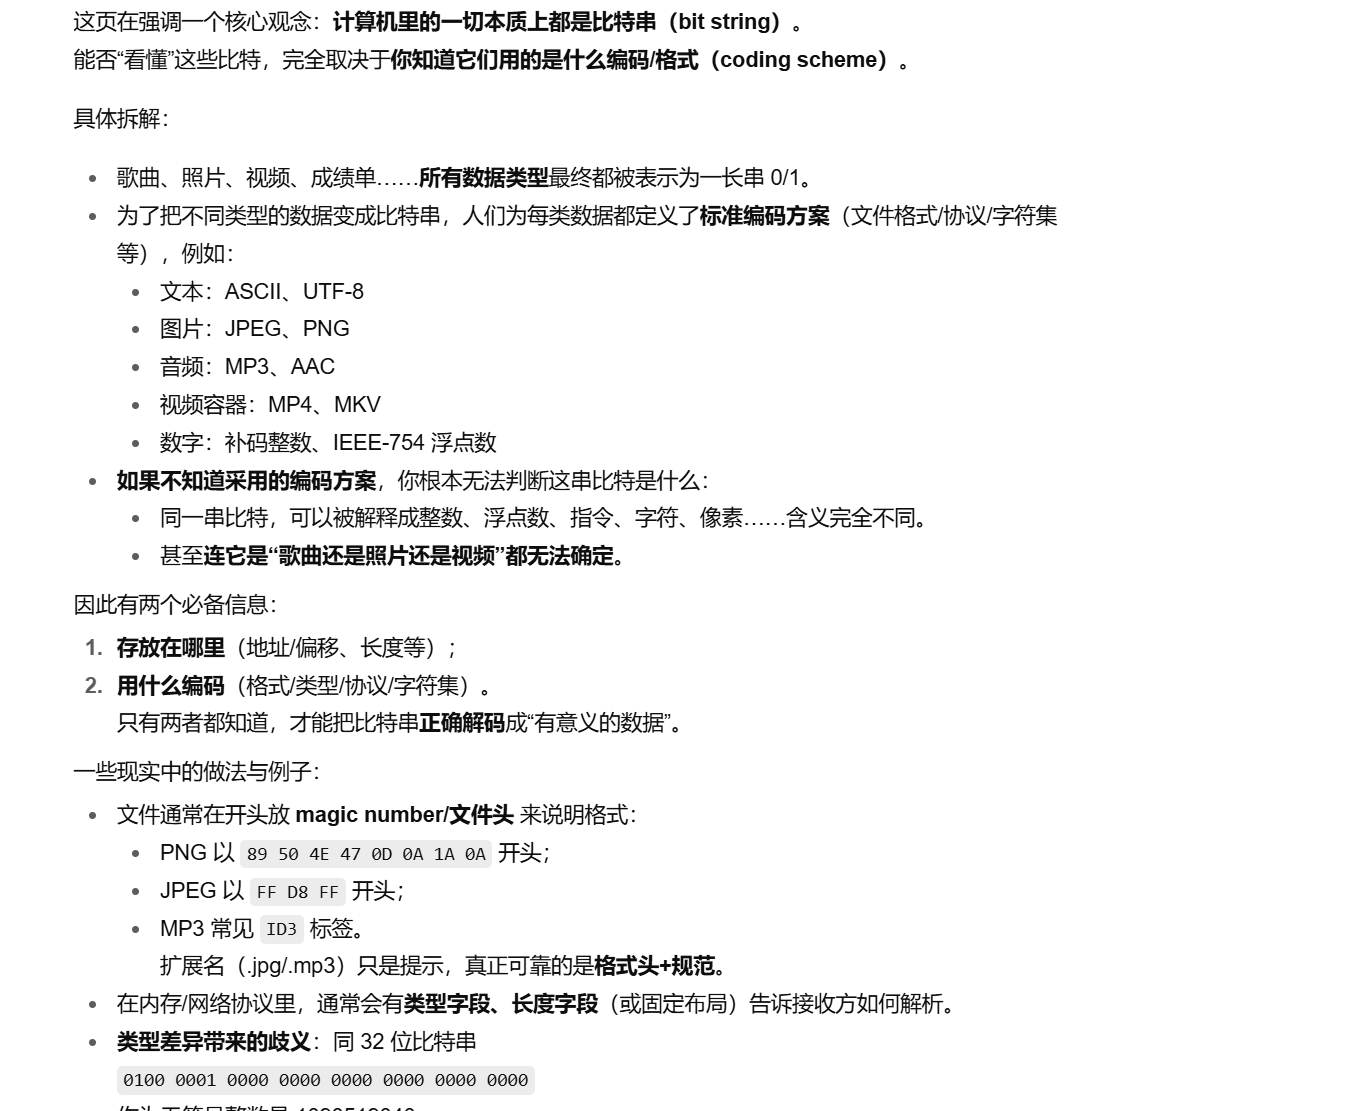 这页在强调一个核心观念：计算机里的一切本质上都是比特串（bit string）。
能否“看懂”这些比特，完全取决于你知道它们用的是什么编码/格式（coding scheme）。
具体拆解：
歌曲、照片、视频、成绩单……所有数据类型最终都被表示为一长串 0/1。
为了把不同类型的数据变成比特串，人们为每类数据都定义了标准编码方案（文件格式/协议/字符集
等），例如：
文本：ASCII、UTF-8
图片：JPEG、PNG
音频：MP3、AAC
视频容器：MP4、MKV
数字：补码整数、IEEE-754 浮点数
如果不知道采用的编码方案，你根本无法判断这串比特是什么：
同一串比特，可以被解释成整数、浮点数、指令、字符、像素……含义完全不同。
甚至连它是“歌曲还是照片还是视频”都无法确定。
因此有两个必备信息：
1. 存放在哪里（地址/偏移、长度等）；
2. 用什么编码（格式/类型/协议/字符集）。
只有两者都知道，才能把比特串正确解码成“有意义的数据”。
一些现实中的做法与例子：
文件通常在开头放 magic number/文件头 来说明格式：
PNG 以 89 50 4E 47 0D 0A 1A 0A 开头；
JPEG 以 FF D8 FF 开头；
MP3 常见 ID3 标签。
扩展名（.jpg/.mp3）只是提示，真正可靠的是格式头+规范。
在内存/网络协议里，通常会有类型字段、长度字段（或固定布局）告诉接收方如何解析。
类型差异带来的歧义：同 32 位比特串
0100 0001 0000 0000 0000 0000 0000 0000